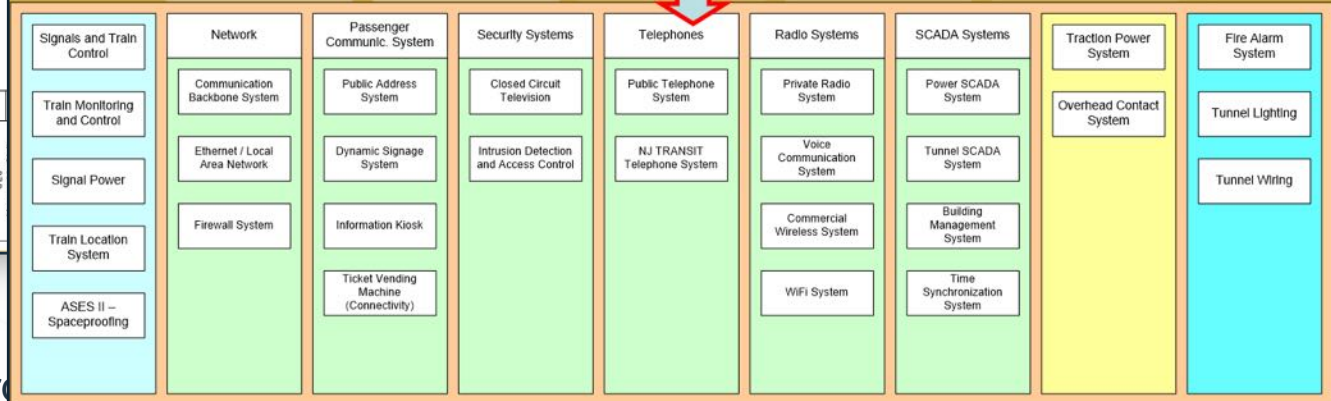 Signals and Train
Control
Train Monitoring
and Control
Signal Power
Train Location
System
ASES II –
Spaceproofing
Network
Communication
Backbone System
Ethernet / Local
Area Network
Firewall System
Passenger
Communic. System
Public Address
System
Dynamic Signage
System
Information Kiosk
Ticket Vending
Machine
(Connectivity)
Security Systems
Closed Circuit
Television
Intrusion Detection
and Access Control
Telephones
Public Telephone
System
NJ TRANSIT
Telephone System
Radio Systems
Private Radio
System
Voice
Communication
System
Commercial
Wireless System
WiFi System
SCADA Systems
Power SCADA
System
Tunnel SCADA
System
Building
Management
System
Time
Synchronization
System
Traction Power
System
Overhead Contact
System
Fire Alarm
System
Tunnel Lighting
Tunnel Wiring